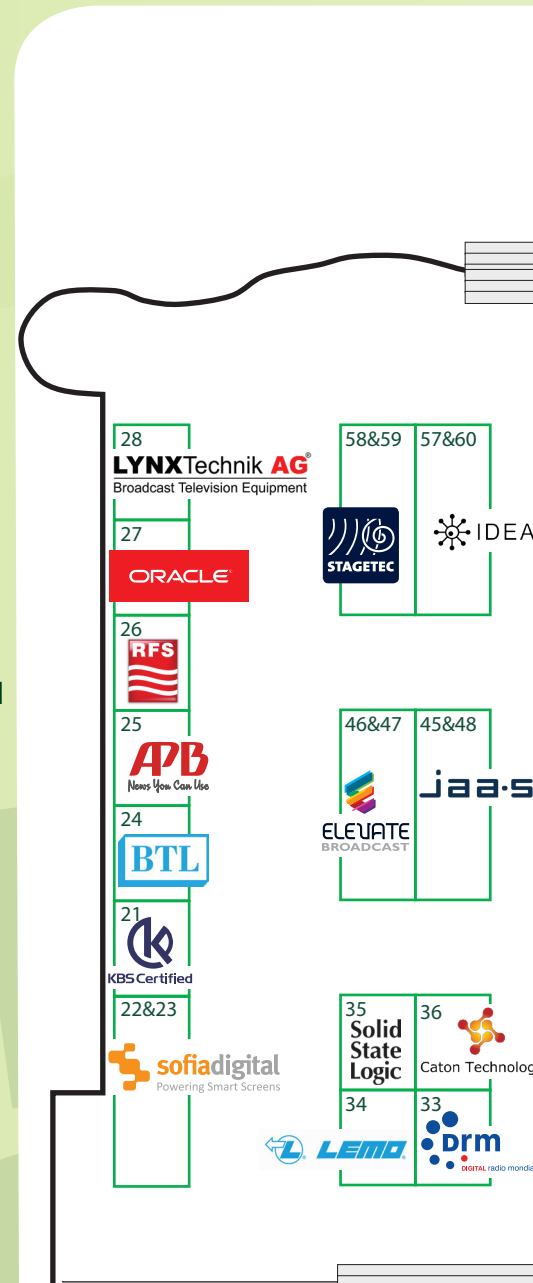 28
LYNXTechnik AG®
Broadcast Television Equipment
27
ORACLE®
26
RFS
25
APB
News You Can Use
24
BTL
21
KBS Certified
22&23
sofiadigital
Powering Smart Screens
58&59
STAGETEC
57&60
IDEA
46&47
ELEVATE
BROADCAST
45&48
jaa·s
35
Solid
State
Logic
36
Caton Technolog
34
LEMO
33
Drm
DIGITAL radio mondia